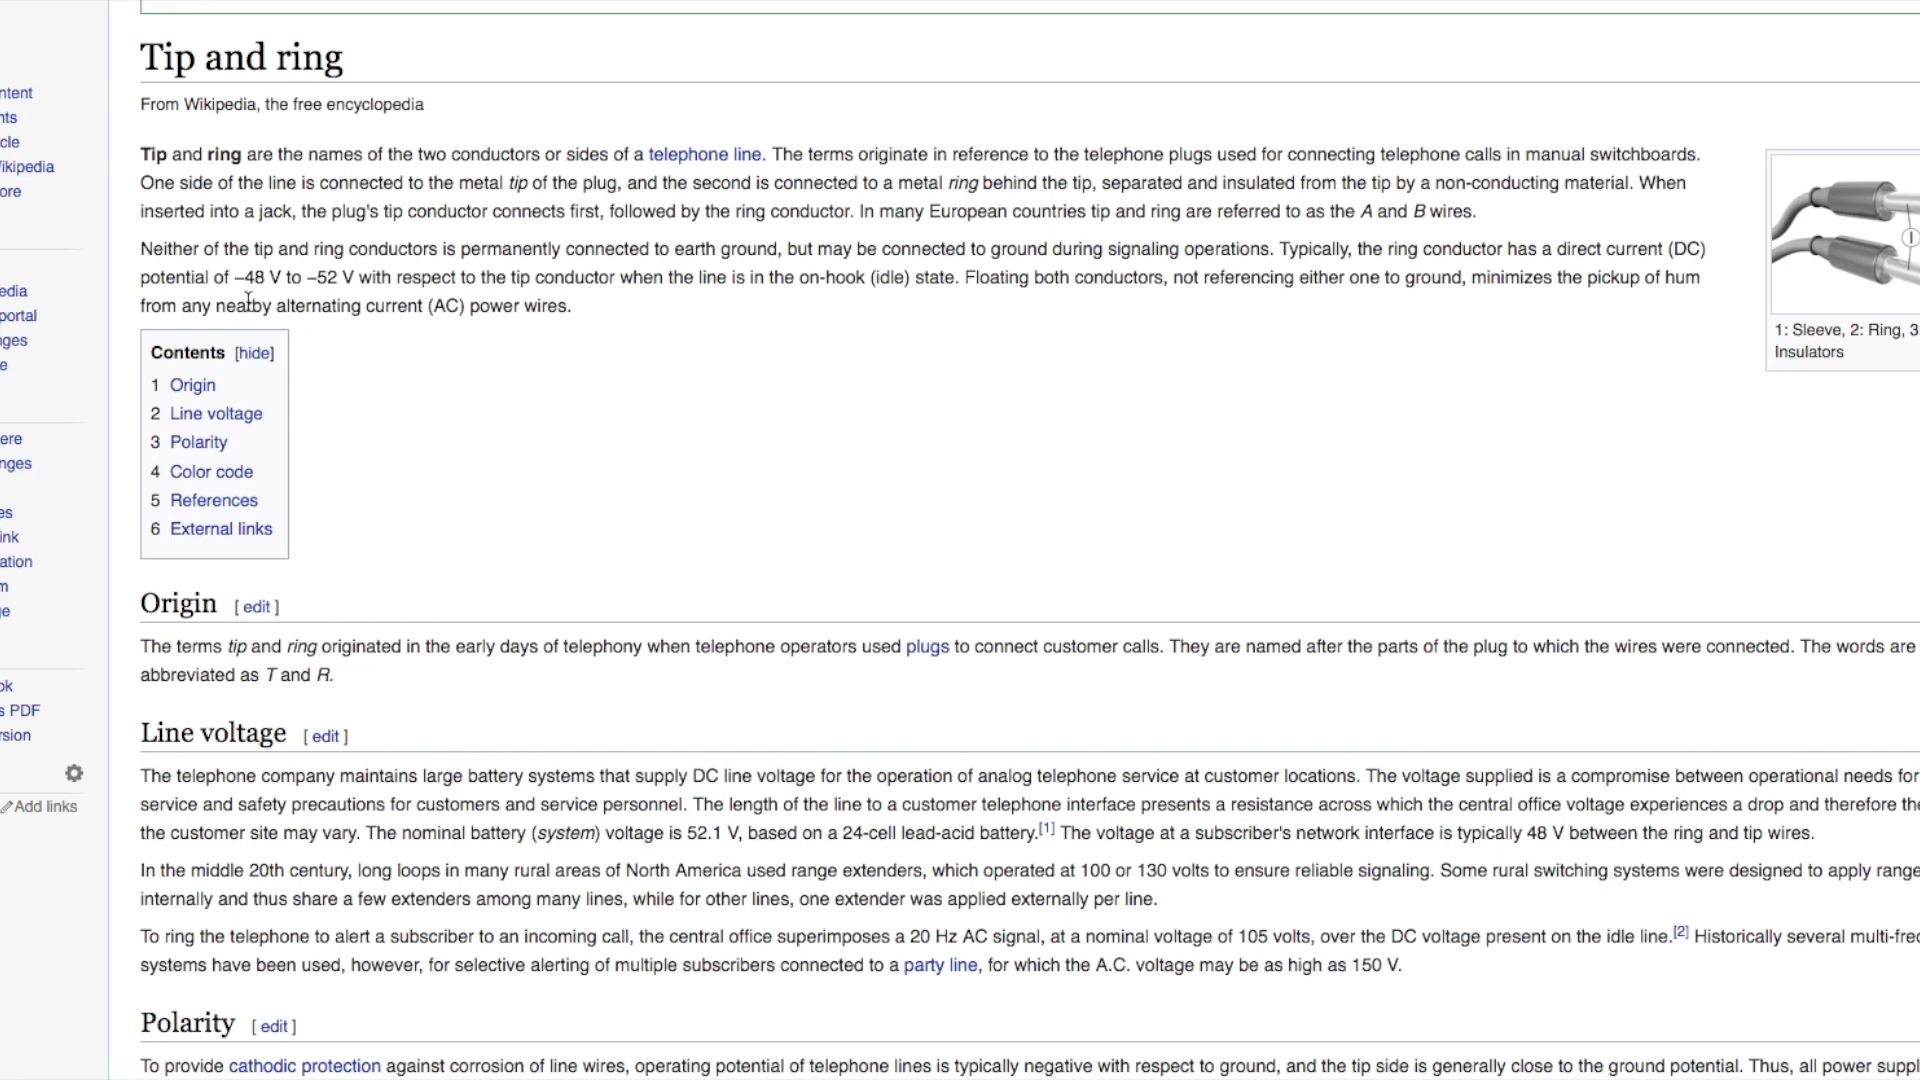 Tip and ring
From Wikipedia, the free encyclopedia
Tip and ring are the names of the two conductors or sides of a telephone line. The terms originate in reference to the telephone plugs used for connecting telephone calls in manual switchboards.
One side of the line is connected to the metal tip of the plug, and the second is connected to a metal ring behind the tip, separated and insulated from the tip by a non-conducting material. When
inserted into a jack, the plug's tip conductor connects first, followed by the ring conductor. In many European countries tip and ring are referred to as the A and B wires.
Neither of the tip and ring conductors is permanently connected to earth ground, but may be connected to ground during signaling operations. Typically, the ring conductor has a direct current (DC)
potential of –48 V to –52 V with respect to the tip conductor when the line is in the on-hook (idle) state. Floating both conductors, not referencing either one to ground, minimizes the pickup of hum
from any nearby alternating current (AC) power wires.
1: Sleeve, 2: Ring, 3
Insulators
Contents [hide]
1 Origin
2 Line voltage
3 Polarity
4 Color code
5 References
6 External links
Origin [ edit ]
The terms tip and ring originated in the early days of telephony when telephone operators used plugs to connect customer calls. They are named after the parts of the plug to which the wires were connected. The words are
abbreviated as T and R.
Line voltage [ edit ]
The telephone company maintains large battery systems that supply DC line voltage for the operation of analog telephone service at customer locations. The voltage supplied is a compromise between operational needs for
service and safety precautions for customers and service personnel. The length of the line to a customer telephone interface presents a resistance across which the central office voltage experiences a drop and therefore the
the customer site may vary. The nominal battery (system) voltage is 52.1 V, based on a 24-cell lead-acid battery.[1] The voltage at a subscriber's network interface is typically 48 V between the ring and tip wires.
In the middle 20th century, long loops in many rural areas of North America used range extenders, which operated at 100 or 130 volts to ensure reliable signaling. Some rural switching systems were designed to apply range
internally and thus share a few extenders among many lines, while for other lines, one extender was applied externally per line.
To ring the telephone to alert a subscriber to an incoming call, the central office superimposes a 20 Hz AC signal, at a nominal voltage of 105 volts, over the DC voltage present on the idle line.[2] Historically several multi-fre
systems have been used, however, for selective alerting of multiple subscribers connected to a party line, for which the A.C. voltage may be as high as 150 V.
Polarity [ edit ]
To provide cathodic protection against corrosion of line wires, operating potential of telephone lines is typically negative with respect to ground, and the tip side is generally close to the ground potential. Thus, all power suppl
ntent
nts
cle
ikipedia
ore
edia
portal
nges
e
ere
nges
es
ink
ation
m
ge
ok
s PDF
rsion
Add links